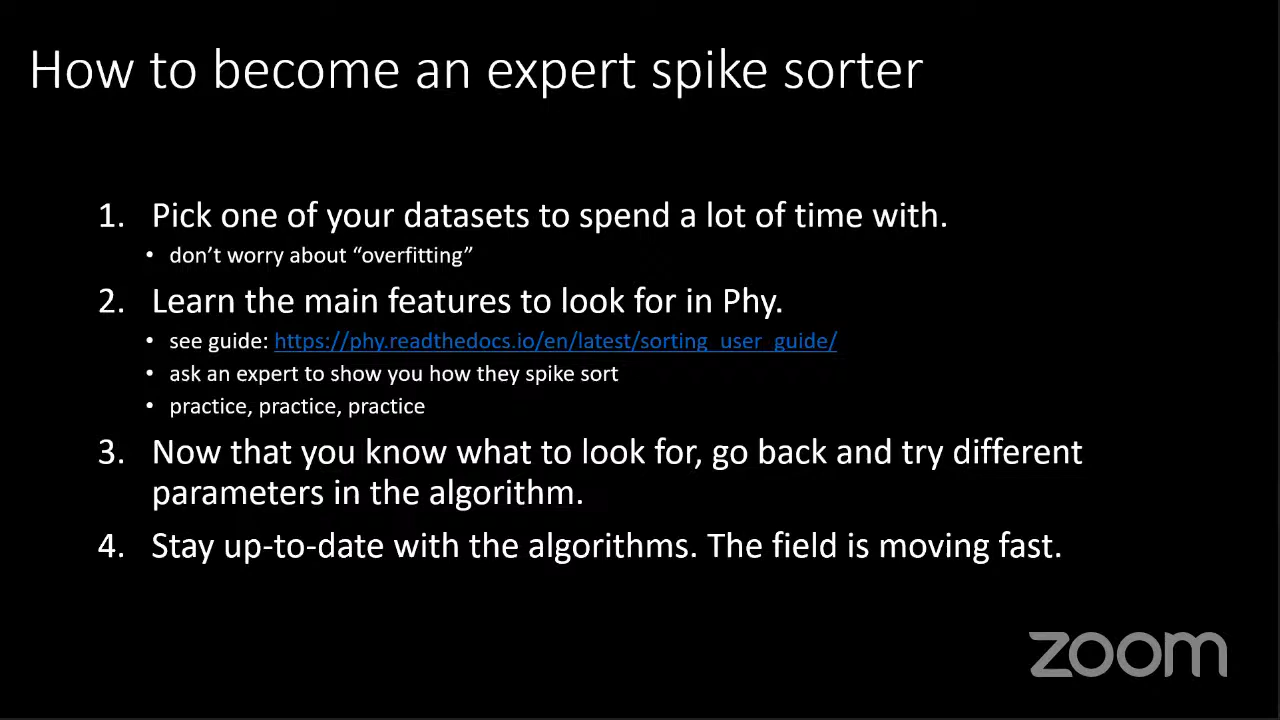 How to become an expert spike sorter
1. Pick one of your datasets to spend a lot of time with.
• don’t worry about “overfitting”
2. Learn the main features to look for in Phy.
• see guide: https://phy.readthedocs.io/en/latest/sorting_user_guide/
• ask an expert to show you how they spike sort
• practice, practice, practice
3. Now that you know what to look for, go back and try different
parameters in the algorithm.
4. Stay up-to-date with the algorithms. The field is moving fast.
zoom